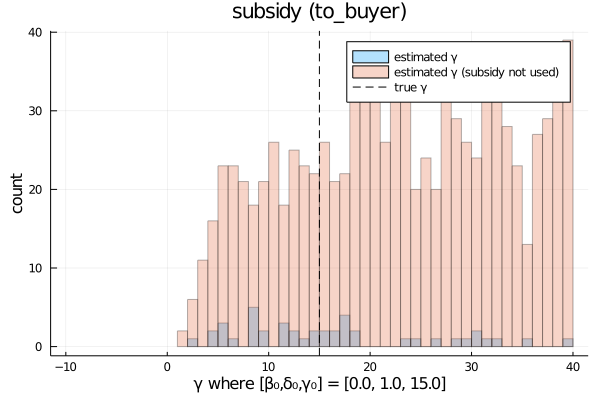 subsidy (to_buyer)
40
30
20
10
0
count
estimated γ
estimated γ (subsidy not used)
true γ
−10
0
10
20
30
40
γ where [β₀,δ₀,γ₀] = [0.0, 1.0, 15.0]